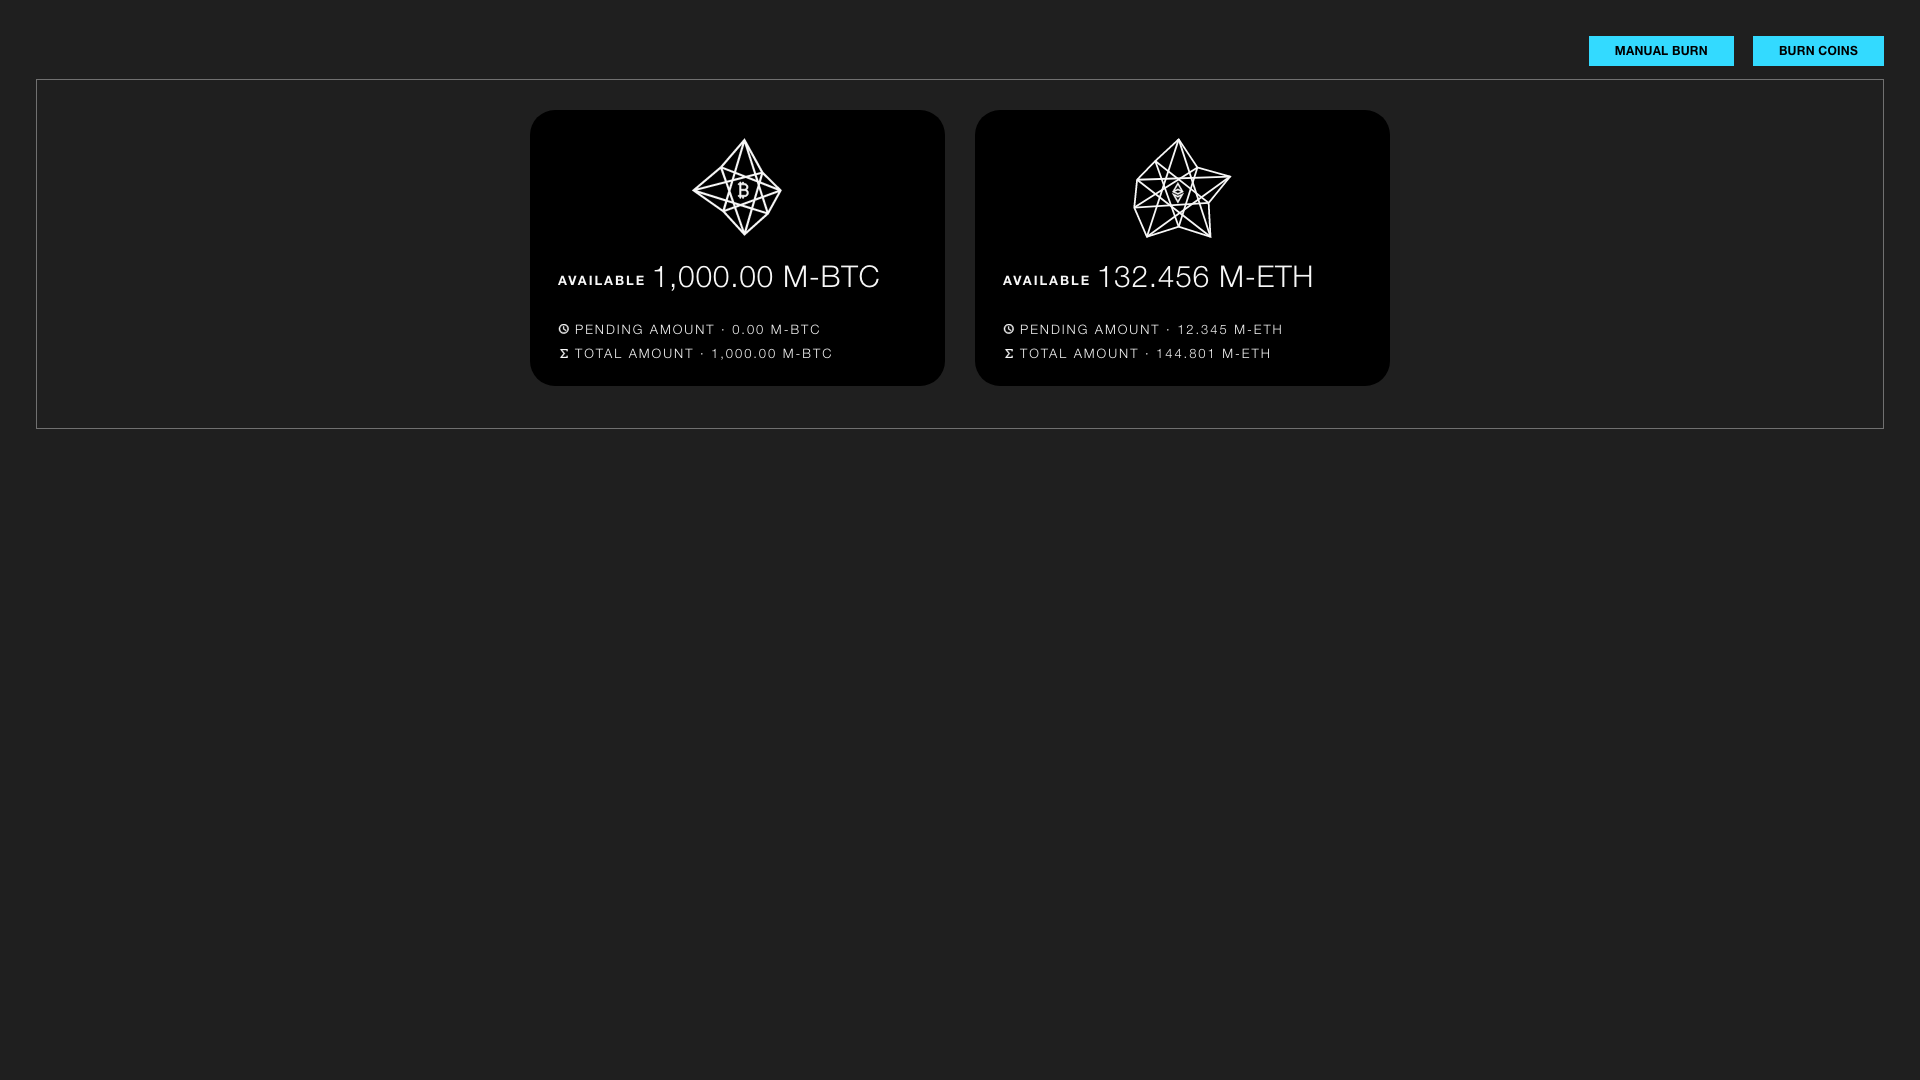 MANUAL BURN
BURN COINS
AVAILABLE 1,000.00 M-BTC
PENDING AMOUNT · 0.00 M-BTC
Σ TOTAL AMOUNT · 1,000.00 M-BTC
AVAILABLE 132.456 M-ETH
PENDING AMOUNT · 12.345 M-ETH
Σ TOTAL AMOUNT · 144.801 M-ETH